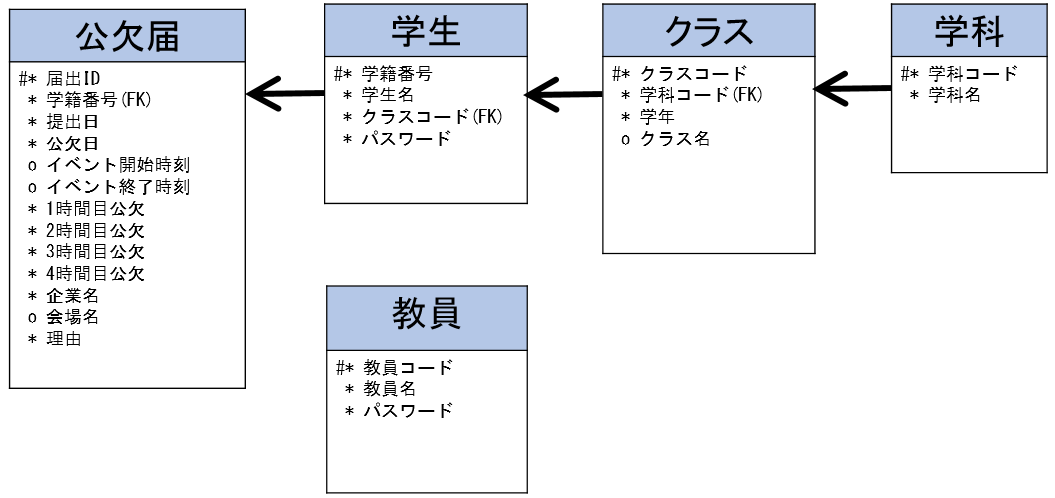 公欠届
#* 届出ID
* 学籍番号(FK)
* 提出日
* 公欠日
o イベント開始時刻
o イベント終了時刻
* 1時間目公欠
* 2時間目公欠
* 3時間目公欠
* 4時間目公欠
* 企業名
o 会場名
* 理由
学生
#* 学籍番号
* 学生名
* クラスコード(FK)
* パスワード
クラス
#* クラスコード
* 学科コード(FK)
* 学年
o クラス名
学科
#* 学科コード
* 学科名
教員
#* 教員コード
* 教員名
* パスワード